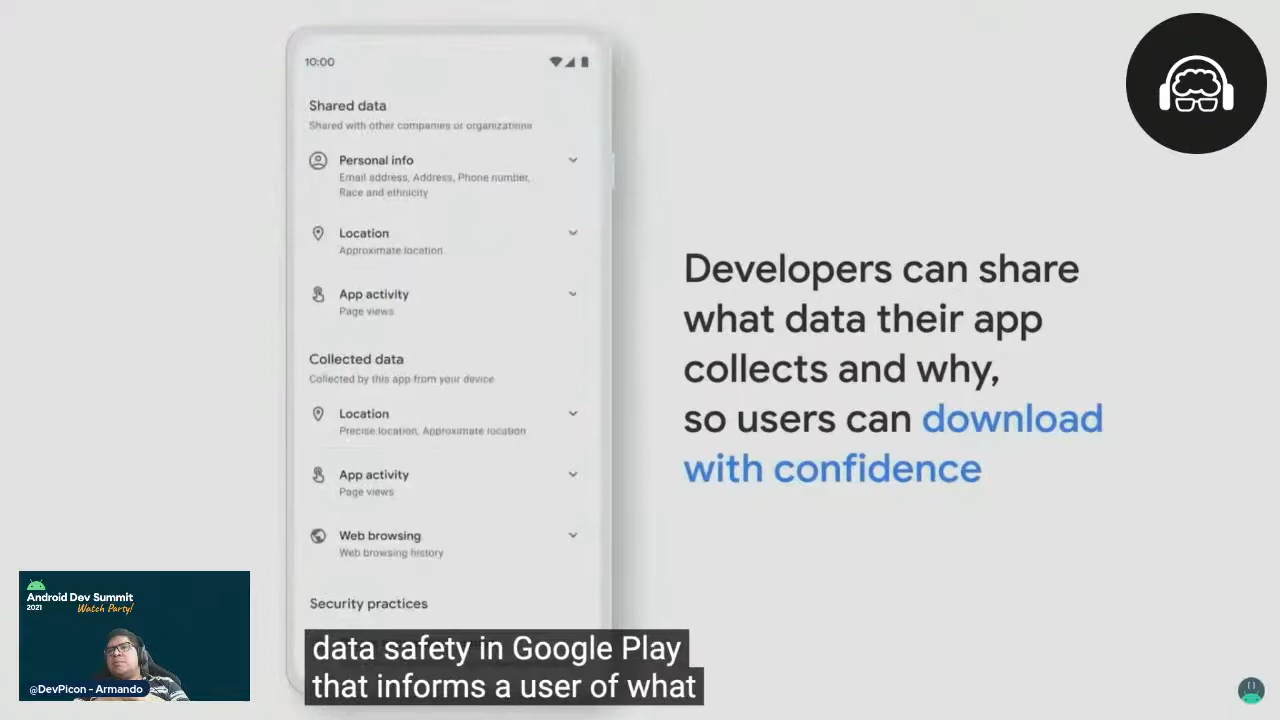 10:00
Shared data
Shared with other companies or organizations
Personal info
Email address, Address, Phone number,
Race and ethnicity
Location
Approximate location
App activity
Page views
Collected data
Collected by this app from your device
Location
Precise location, Approximate location
App activity
Page views
Web browsing
Web browsing history
Security practices
Developers can share
what data their app
collects and why,
so users can download
with confidence
Android Dev Summit
2021
Watch Party!
@DevPicon - Armando
data safety in Google Play
that informs a user of what